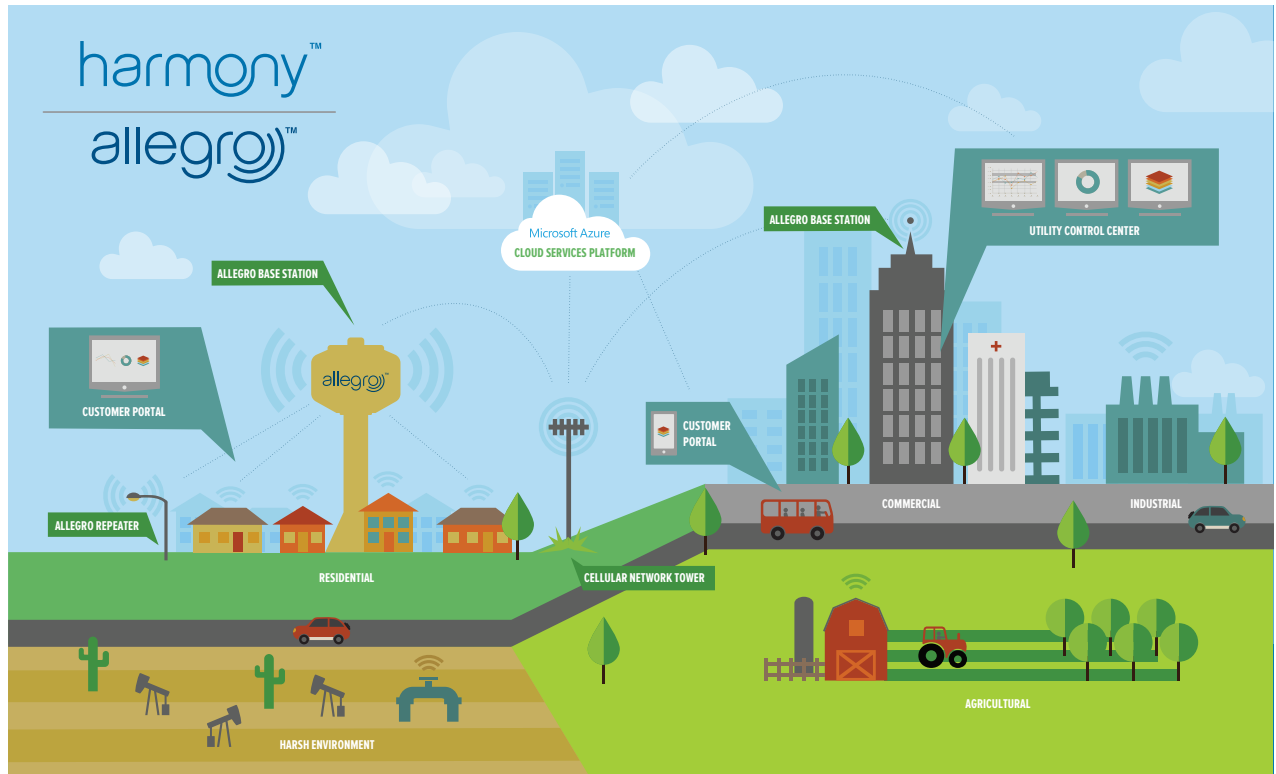 harmony™
allegro™
Microsoft Azure
CLOUD SERVICES PLATFORM
ALLEGRO BASE STATION
UTILITY CONTROL CENTER
ALLEGRO BASE STATION
allegro™
CUSTOMER PORTAL
CUSTOMER
PORTAL
ALLEGRO REPEATER
COMMERCIAL
INDUSTRIAL
RESIDENTIAL
CELLULAR NETWORK TOWER
AGRICULTURAL
HARSH ENVIRONMENT